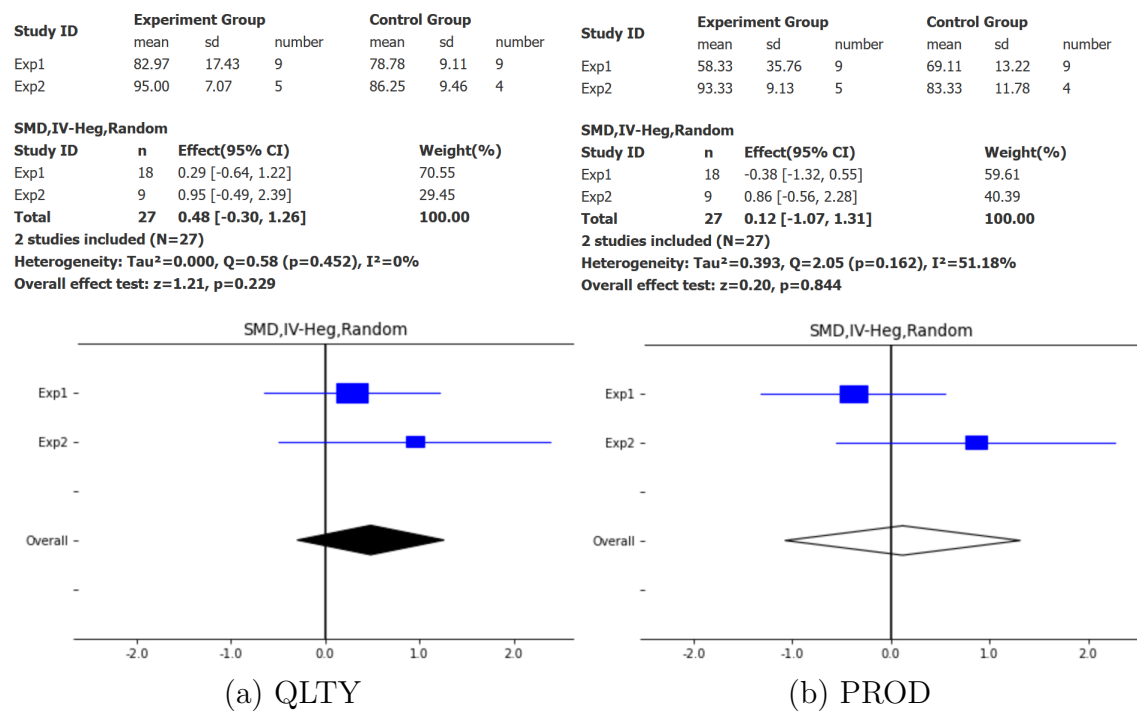 Study ID Experiment Group Control Group
mean sd number mean sd number
Exp1 82.97 17.43 9 78.78 9.11 9
Exp2 95.00 7.07 5 86.25 9.46 4
SMD,IV-Heg,Random
Study ID n Effect(95% CI) Weight(%)
Exp1 18 0.29 [-0.64, 1.22] 70.55
Exp2 9 0.95 [-0.49, 2.39] 29.45
Total 27 0.48 [-0.30, 1.26] 100.00
2 studies included (N=27)
Heterogeneity: Tau²=0.000, Q=0.58 (p=0.452), I²=0%
Overall effect test: z=1.21, p=0.229
SMD,IV-Heg,Random
Exp1
Exp2
Overall
-2.0 -1.0 0.0 1.0 2.0
(a) QLTY
Study ID Experiment Group Control Group
mean sd number mean sd number
Exp1 58.33 35.76 9 69.11 13.22 9
Exp2 93.33 9.13 5 83.33 11.78 4
SMD,IV-Heg,Random
Study ID n Effect(95% CI) Weight(%)
Exp1 18 -0.38 [-1.32, 0.55] 59.61
Exp2 9 0.86 [-0.56, 2.28] 40.39
Total 27 0.12 [-1.07, 1.31] 100.00
2 studies included (N=27)
Heterogeneity: Tau²=0.393, Q=2.05 (p=0.162), I²=51.18%
Overall effect test: z=0.20, p=0.844
SMD,IV-Heg,Random
Exp1
Exp2
Overall
-2.0 -1.0 0.0 1.0 2.0
(b) PROD